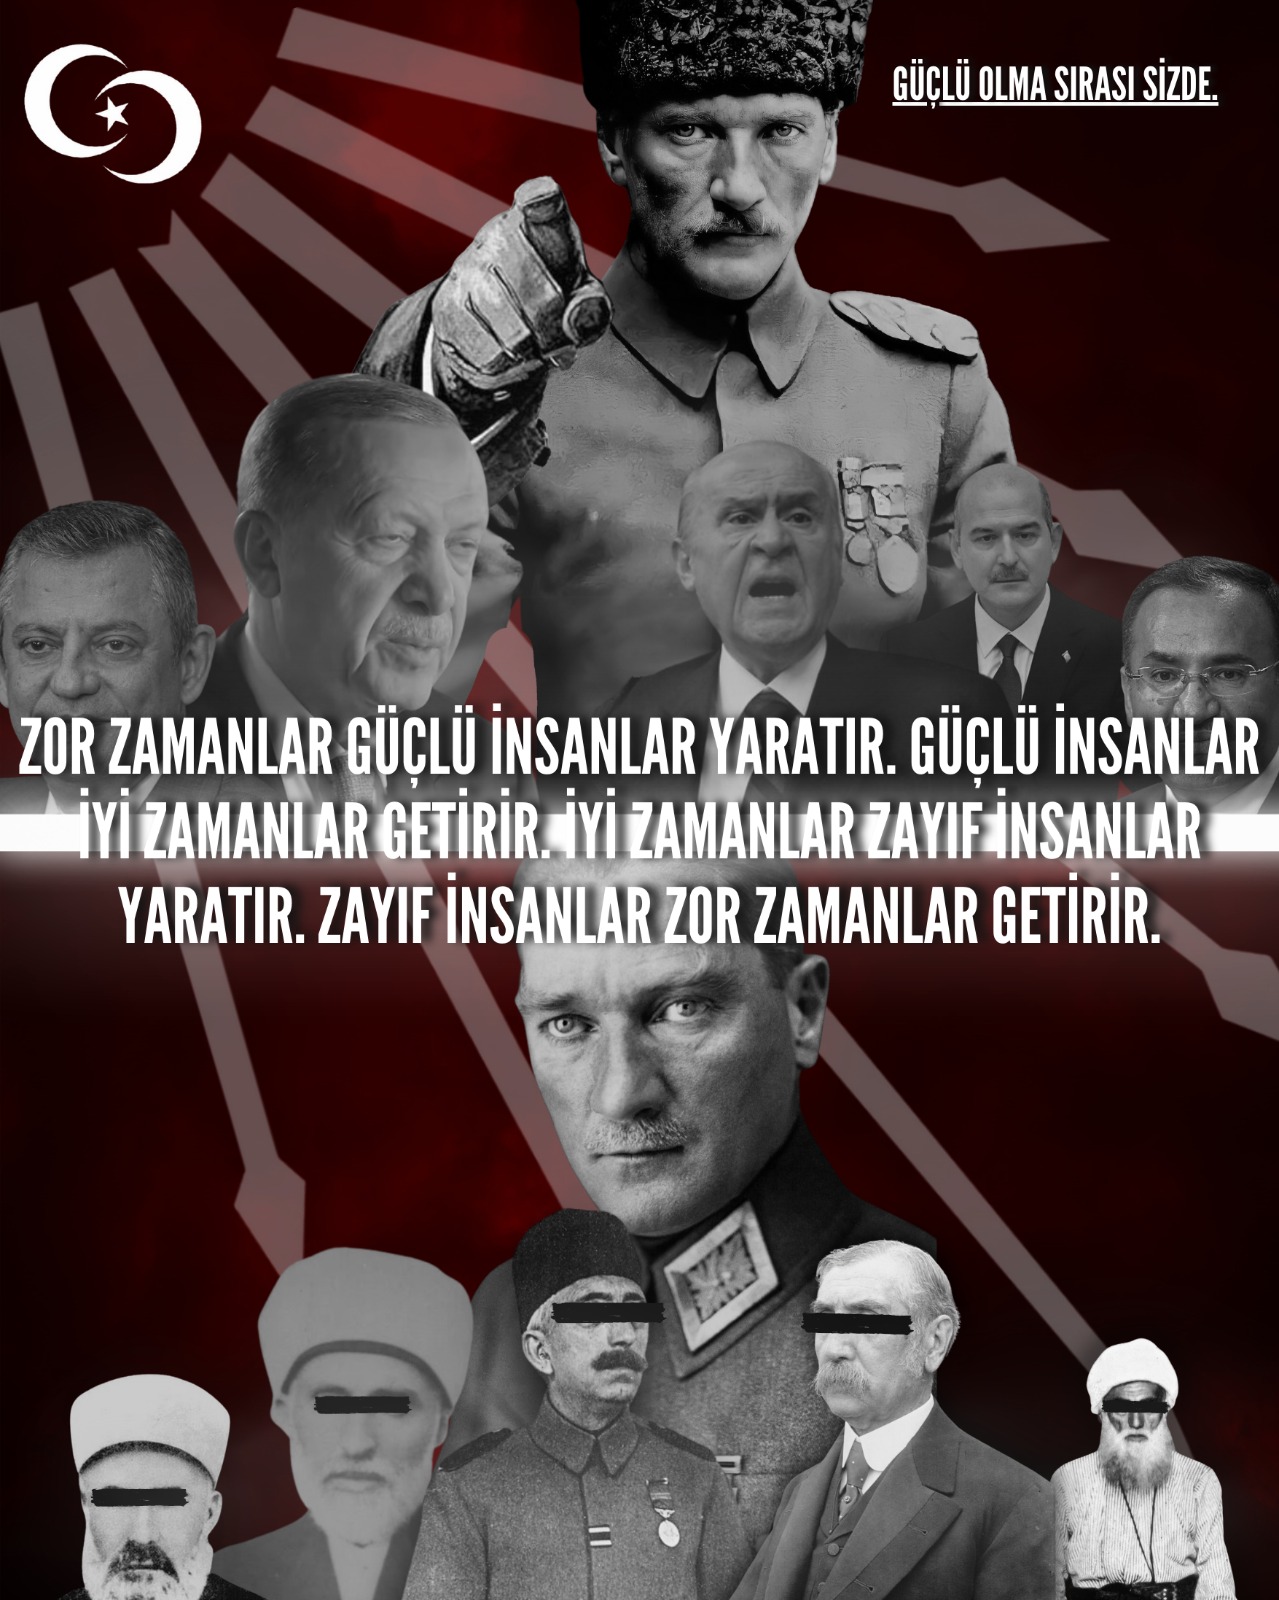 GÜÇLÜ OLMA SIRASI SİZDE.
ZOR ZAMANLAR GÜÇLÜ İNSANLAR YARATIR. GÜÇLÜ İNSANLAR
İYİ ZAMANLAR GETİRİR. İYİ ZAMANLAR ZAYIF İNSANLAR
YARATIR. ZAYIF İNSANLAR ZOR ZAMANLAR GETİRİR.